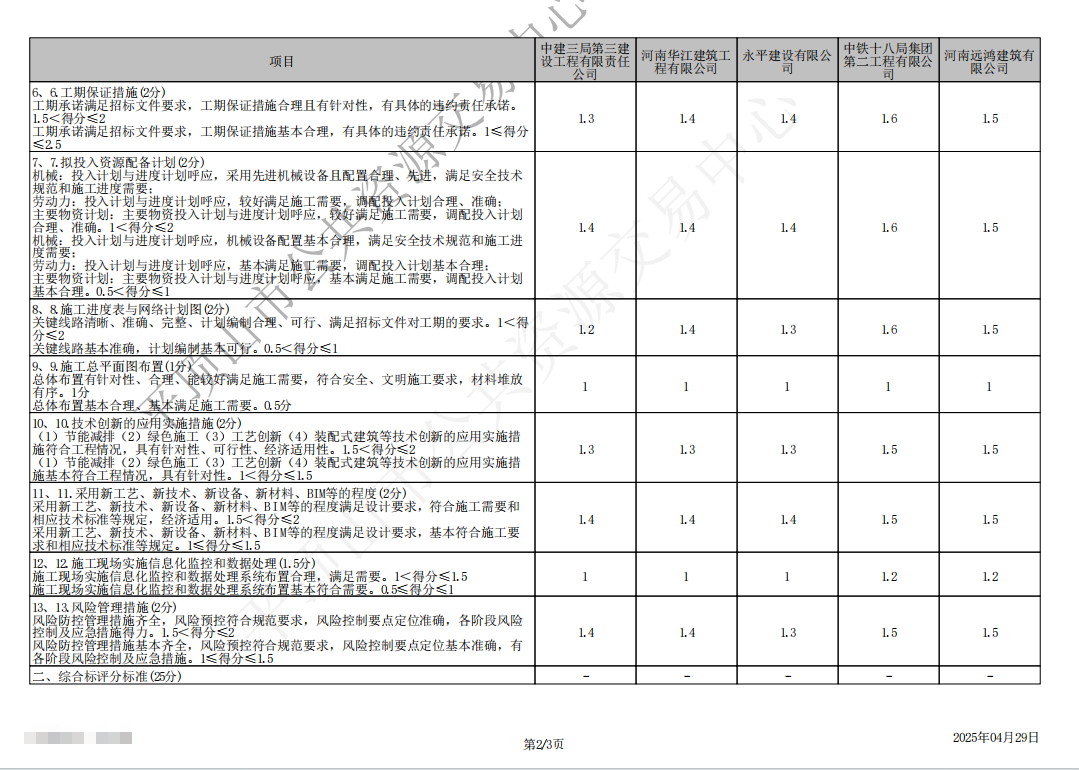 项目
中建三局第三建
设工程有限责任
公司
河南华江建筑工
程有限公司
永平建设有限公
司
中铁十八局集团
第二工程有限公
司
河南远鸿建筑有
限公司
6、6.工期保证措施(2分)
工期承诺满足招标文件要求，工期保证措施合理且有针对性，有具体的违约责任承诺。
1.5＜得分≤2
工期承诺满足招标文件要求，工期保证措施基本合理，有具体的违约责任承诺。1≤得分
≤2.5
1.3
1.4
1.4
1.6
1.5
7、7.拟投入资源配备计划(2分)
机械：投入计划与进度计划呼应，采用先进机械设备且配置合理、先进，满足安全技术
规范和施工进度需要；
劳动力：投入计划与进度计划呼应，较好满足施工需要，调配投入计划合理、准确；
主要物资计划：主要物资投入计划与进度计划呼应，较好满足施工需要，调配投入计划
合理、准确。1＜得分≤2
机械：投入计划与进度计划呼应，机械设备配置基本合理，满足安全技术规范和施工进
度需要；
劳动力：投入计划与进度计划呼应，基本满足施工需要，调配投入计划基本合理；
主要物资计划：主要物资投入计划与进度计划呼应，基本满足施工需要，调配投入计划
基本合理。0.5＜得分≤1
1.4
1.4
1.4
1.6
1.5
8、8.施工进度表与网络计划图(2分)
关键线路清晰、准确、完整、计划编制合理、可行、满足招标文件对工期的要求。1＜得
分≤2
关键线路基本准确，计划编制基本可行。0.5＜得分≤1
1.2
1.4
1.3
1.6
1.5
9、9.施工总平面图布置(1分)
总体布置有针对性、合理、能较好满足施工需要，符合安全、文明施工要求，材料堆放
有序。1分
总体布置基本合理、基本满足施工需要。0.5分
1
1
1
1
1
10、10.技术创新的应用实施措施(2分)
（1）节能减排（2）绿色施工（3）工艺创新（4）装配式建筑等技术创新的应用实施措
施符合工程情况，具有针对性、可行性、经济适用性。1.5＜得分≤2
（1）节能减排（2）绿色施工（3）工艺创新（4）装配式建筑等技术创新的应用实施措
施基本符合工程情况，具有针对性。1＜得分≤1.5
1.3
1.3
1.3
1.5
1.5
11、11.采用新工艺、新技术、新设备、新材料、BIM等的程度(2分)
采用新工艺、新技术、新设备、新材料、BIM等的程度满足设计要求，符合施工需要和
相应技术标准等规定，经济适用。1.5＜得分≤2
采用新工艺、新技术、新设备、新材料、BIM等的程度满足设计要求，基本符合施工要
求和相应技术标准等规定。1≤得分≤1.5
1.4
1.4
1.4
1.5
1.5
12、12.施工现场实施信息化监控和数据处理(1.5分)
施工现场实施信息化监控和数据处理系统布置合理，满足需要。1＜得分≤1.5
施工现场实施信息化监控和数据处理系统布置基本符合需要。0.5≤得分≤1
1
1
1
1.2
1.2
13、13.风险管理措施(2分)
风险防控管理措施齐全，风险预控符合规范要求，风险控制要点定位准确，各阶段风险
控制及应急措施得力。1.5＜得分≤2
风险防控管理措施基本齐全，风险预控符合规范要求，风险控制要点定位基本准确，有
各阶段风险控制及应急措施。1≤得分≤1.5
1.4
1.4
1.3
1.5
1.5
二、综合标评分标准(25分)
-
-
-
-
-
平顶山市公共资源交易中心
平顶山市公共资源交易中心
第2/3页
2025年04月29日